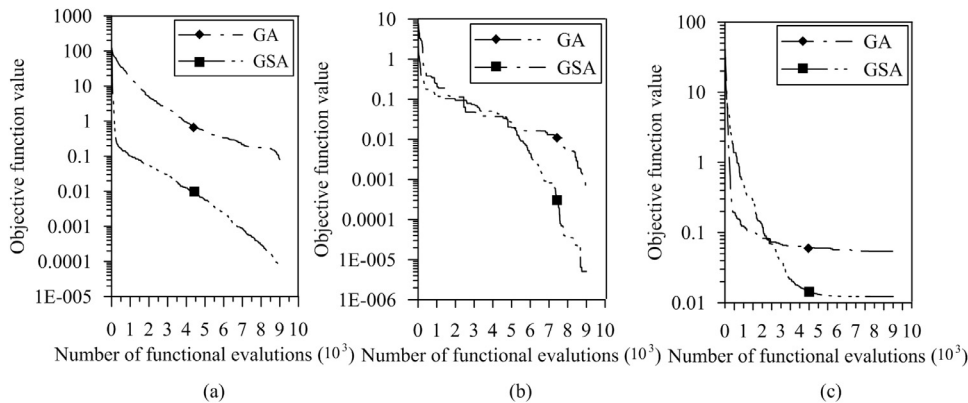 1000
100
10
1
0.1
0.01
0.001
0.0001
1E-005
Objective function value
GA
GSA
0 1 2 3 4 5 6 7 8 9 10
Number of functional evalutions (10³)
(a)
10
1
0.1
0.01
0.001
0.0001
1E-005
1E-006
Objective function value
GA
GSA
0 1 2 3 4 5 6 7 8 9 10
Number of functional evalutions (10³)
(b)
100
10
1
0.1
0.01
Objective function value
GA
GSA
0 1 2 3 4 5 6 7 8 9 10
Number of functional evalutions (10³)
(c)